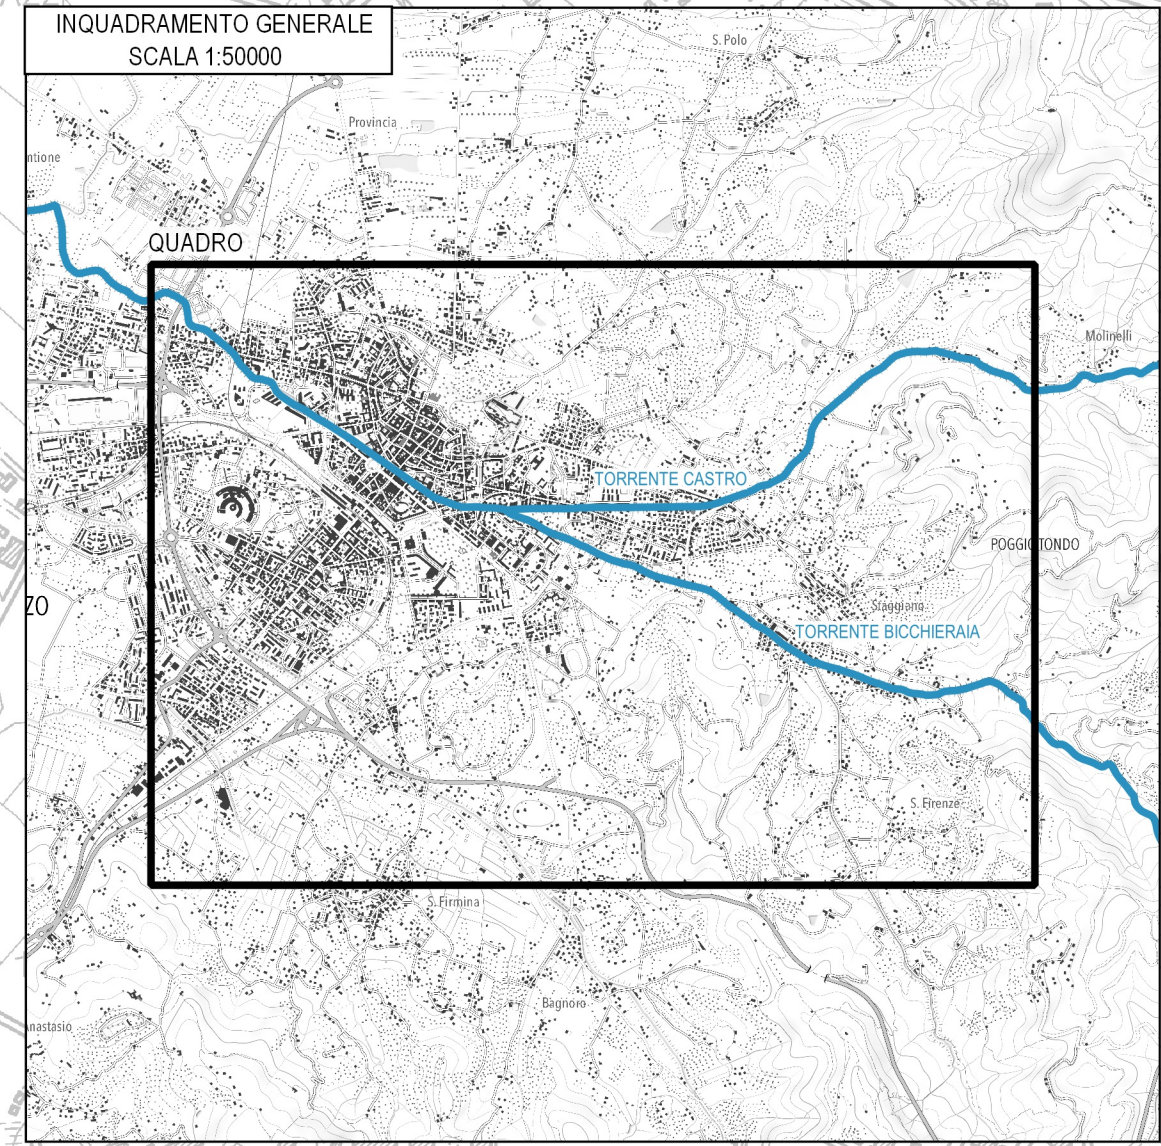 INQUADRAMENTO GENERALE
SCALA 1:50000
S. Polo
Provincia
ntione
QUADRO
Molinelli
TORRENTE CASTRO
POGGIOTONDO
ZO
Staggiano
TORRENTE BICCHIERAIA
S. Firenze
S. Firmina
Bagnoro
nastasio